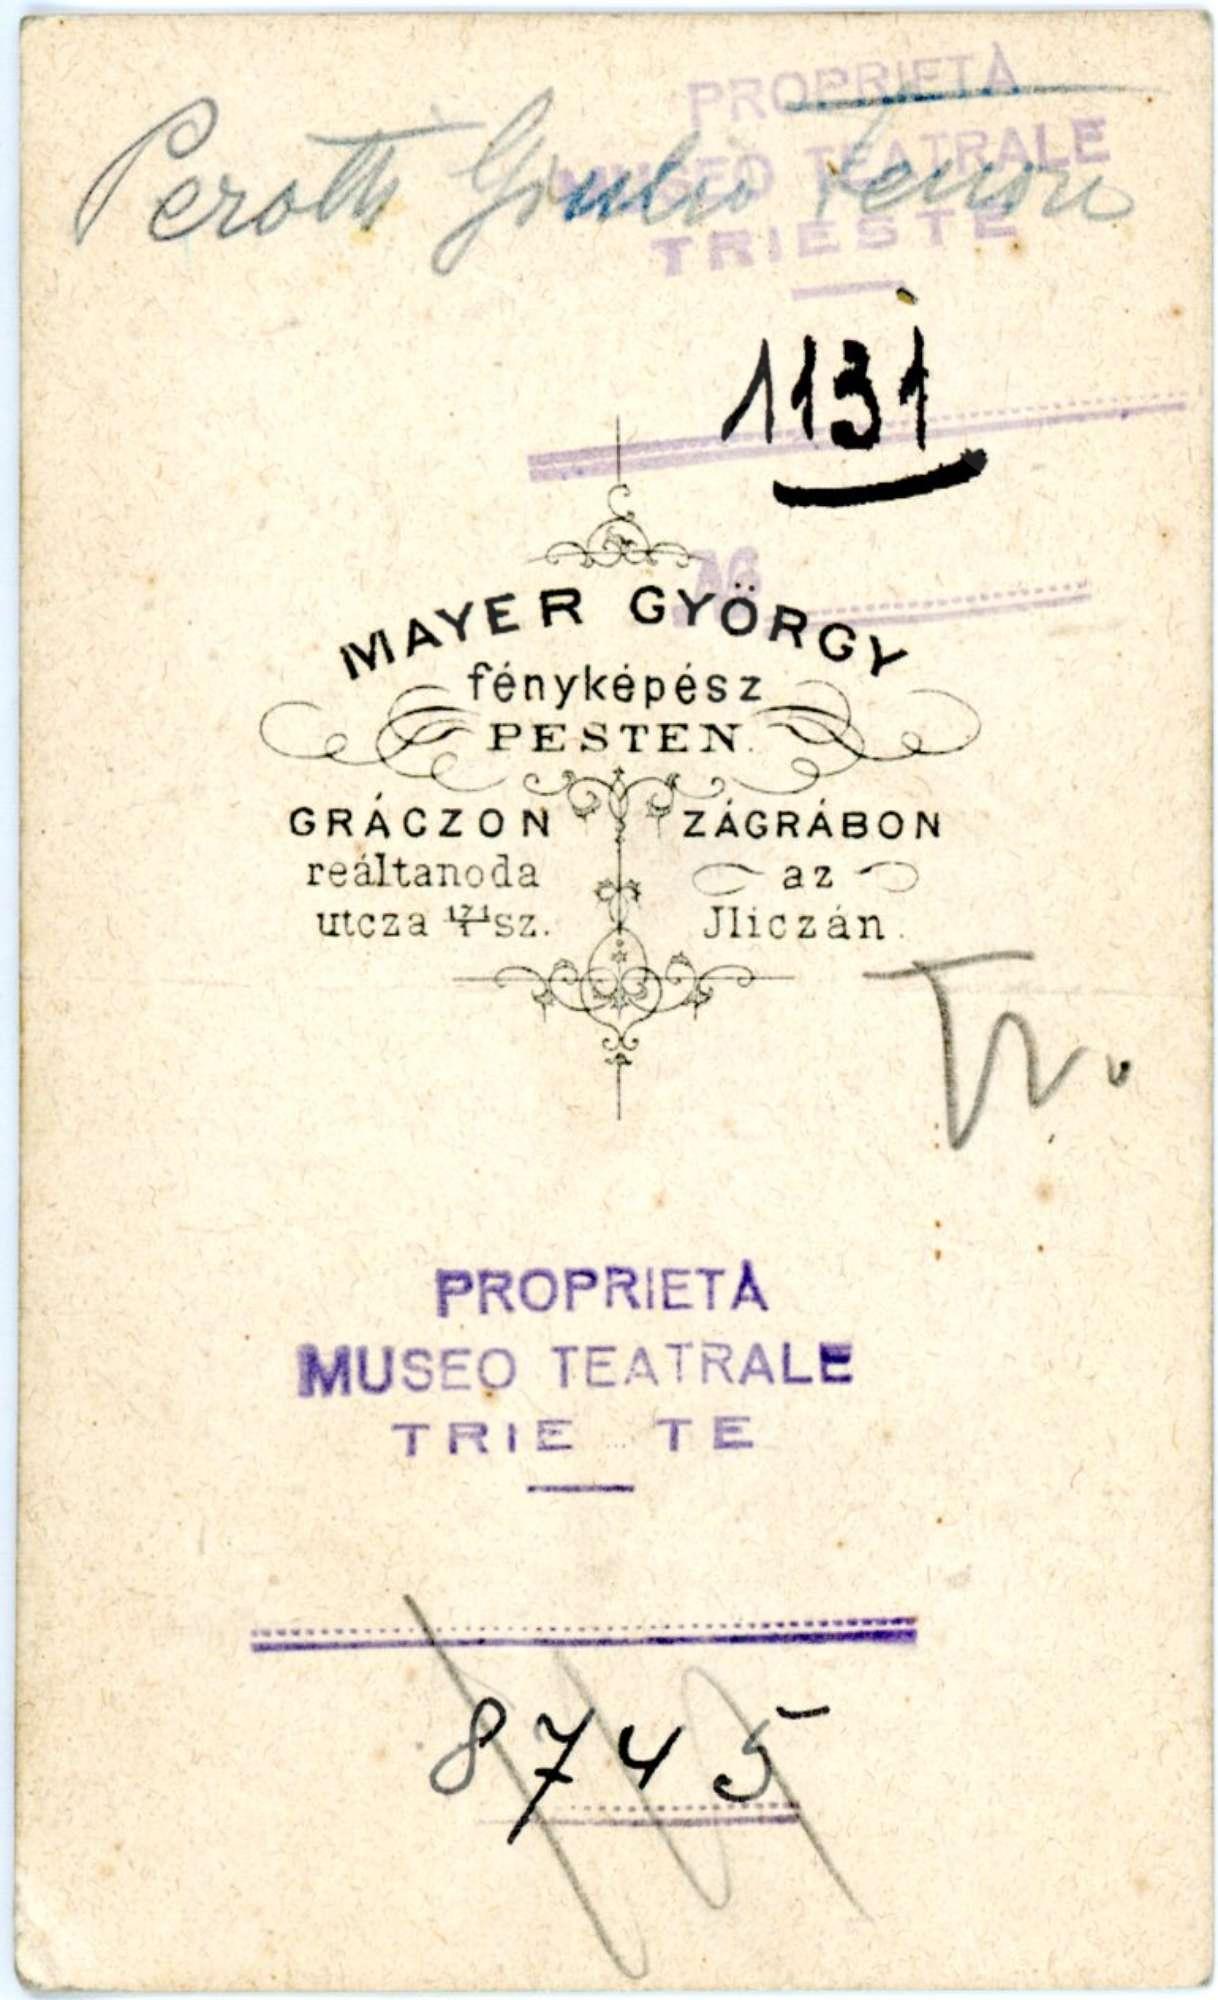 PROPRIETÀ
MUSEO TEATRALE
TRIESTE
Perotti Giulio Tenore
1131
MAYER GYÖRGY
fényképész
PESTEN.
GRÁCZON
reáltanoda
utcza sz.
ZÁGRÁBON
az
Jliczán.
PROPRIETÀ
MUSEO TEATRALE
TRIE TE
8745